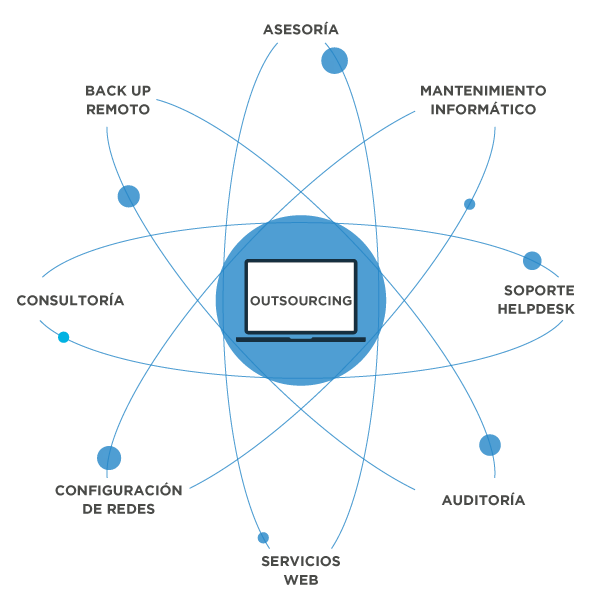 ASESORÍA
BACK UP
REMOTO
MANTENIMIENTO
INFORMÁTICO
CONSULTORÍA
OUTSOURCING
SOPORTE
HELPDESK
CONFIGURACIÓN
DE REDES
AUDITORÍA
SERVICIOS
WEB